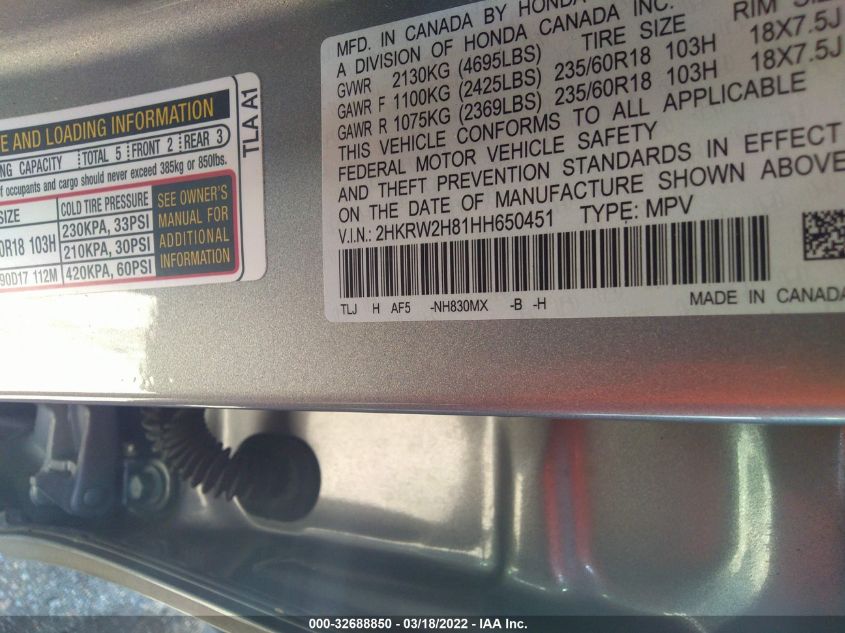 E AND LOADING INFORMATION
NG CAPACITY TOTAL 5 FRONT 2 REAR 3
of occupants and cargo should never exceed 385kg or 850lbs.
SIZE COLD TIRE PRESSURE
0R18 103H 230KPA, 33PSI
210KPA, 30PSI
90D17 112M 420KPA, 60PSI
SEE OWNER'S
MANUAL FOR
ADDITIONAL
INFORMATION
TLA A1
MFD. IN CANADA BY HONDA
A DIVISION OF HONDA CANADA INC.
TIRE SIZE RIM SIZ
GVWR 2130KG (4695LBS)
GAWR F 1100KG (2425LBS) 235/60R18 103H 18X7.5J
GAWR R 1075KG (2369LBS) 235/60R18 103H 18X7.5J
THIS VEHICLE CONFORMS TO ALL APPLICABLE
FEDERAL MOTOR VEHICLE SAFETY
AND THEFT PREVENTION STANDARDS IN EFFECT
ON THE DATE OF MANUFACTURE SHOWN ABOVE
V.I.N.: 2HKRW2H81HH650451 TYPE: MPV
TLJ H AF5 -NH830MX -B -H
MADE IN CANADA
000-32688850 - 03/18/2022 - IAA Inc.